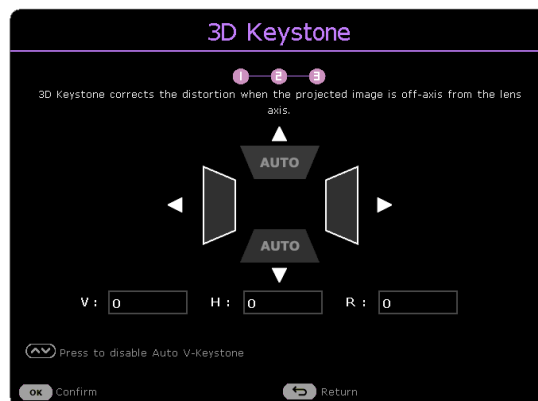 3D Keystone
1 2 3
3D Keystone corrects the distortion when the projected image is off-axis from the lens
axis.
AUTO
AUTO
V : 0 H : 0 R : 0
Press to disable Auto V-Keystone
OK Confirm Return